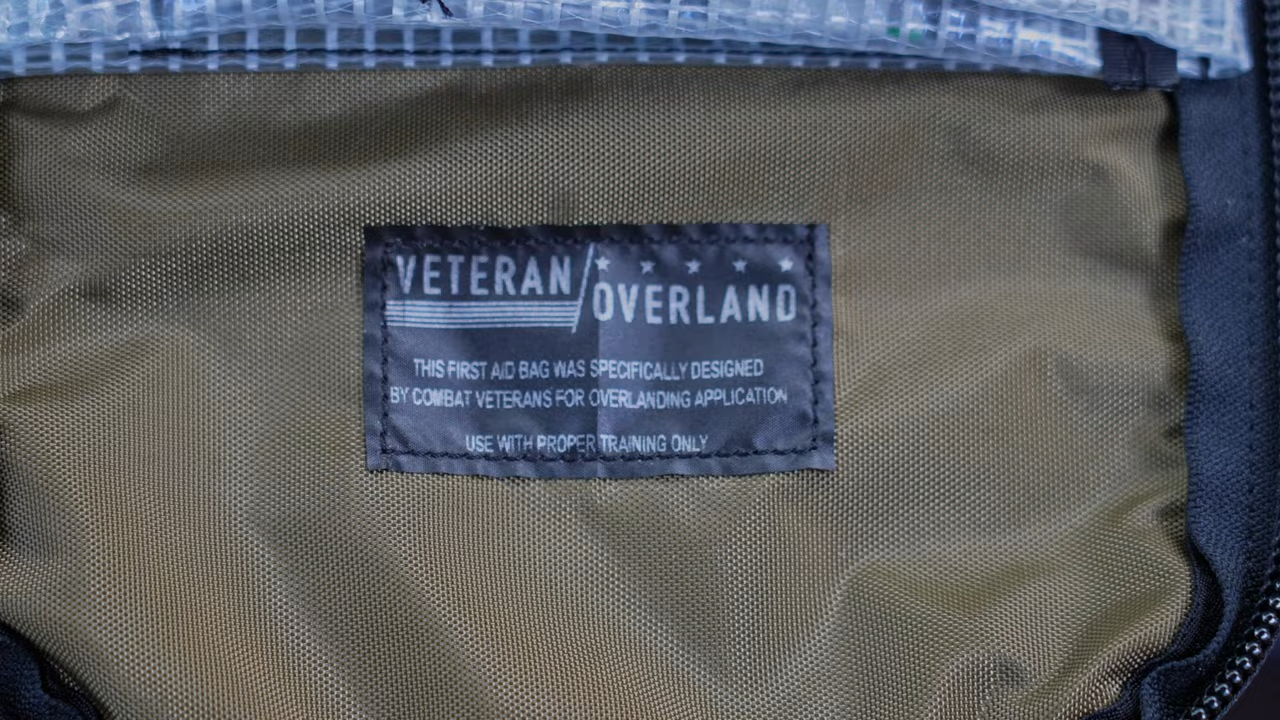 VETERAN
OVERLAND
THIS FIRST AID BAG WAS SPECIFICALLY DESIGNED
BY COMBAT VETERANS FOR OVERLANDING APPLICATION
USE WITH PROPER TRAINING ONLY